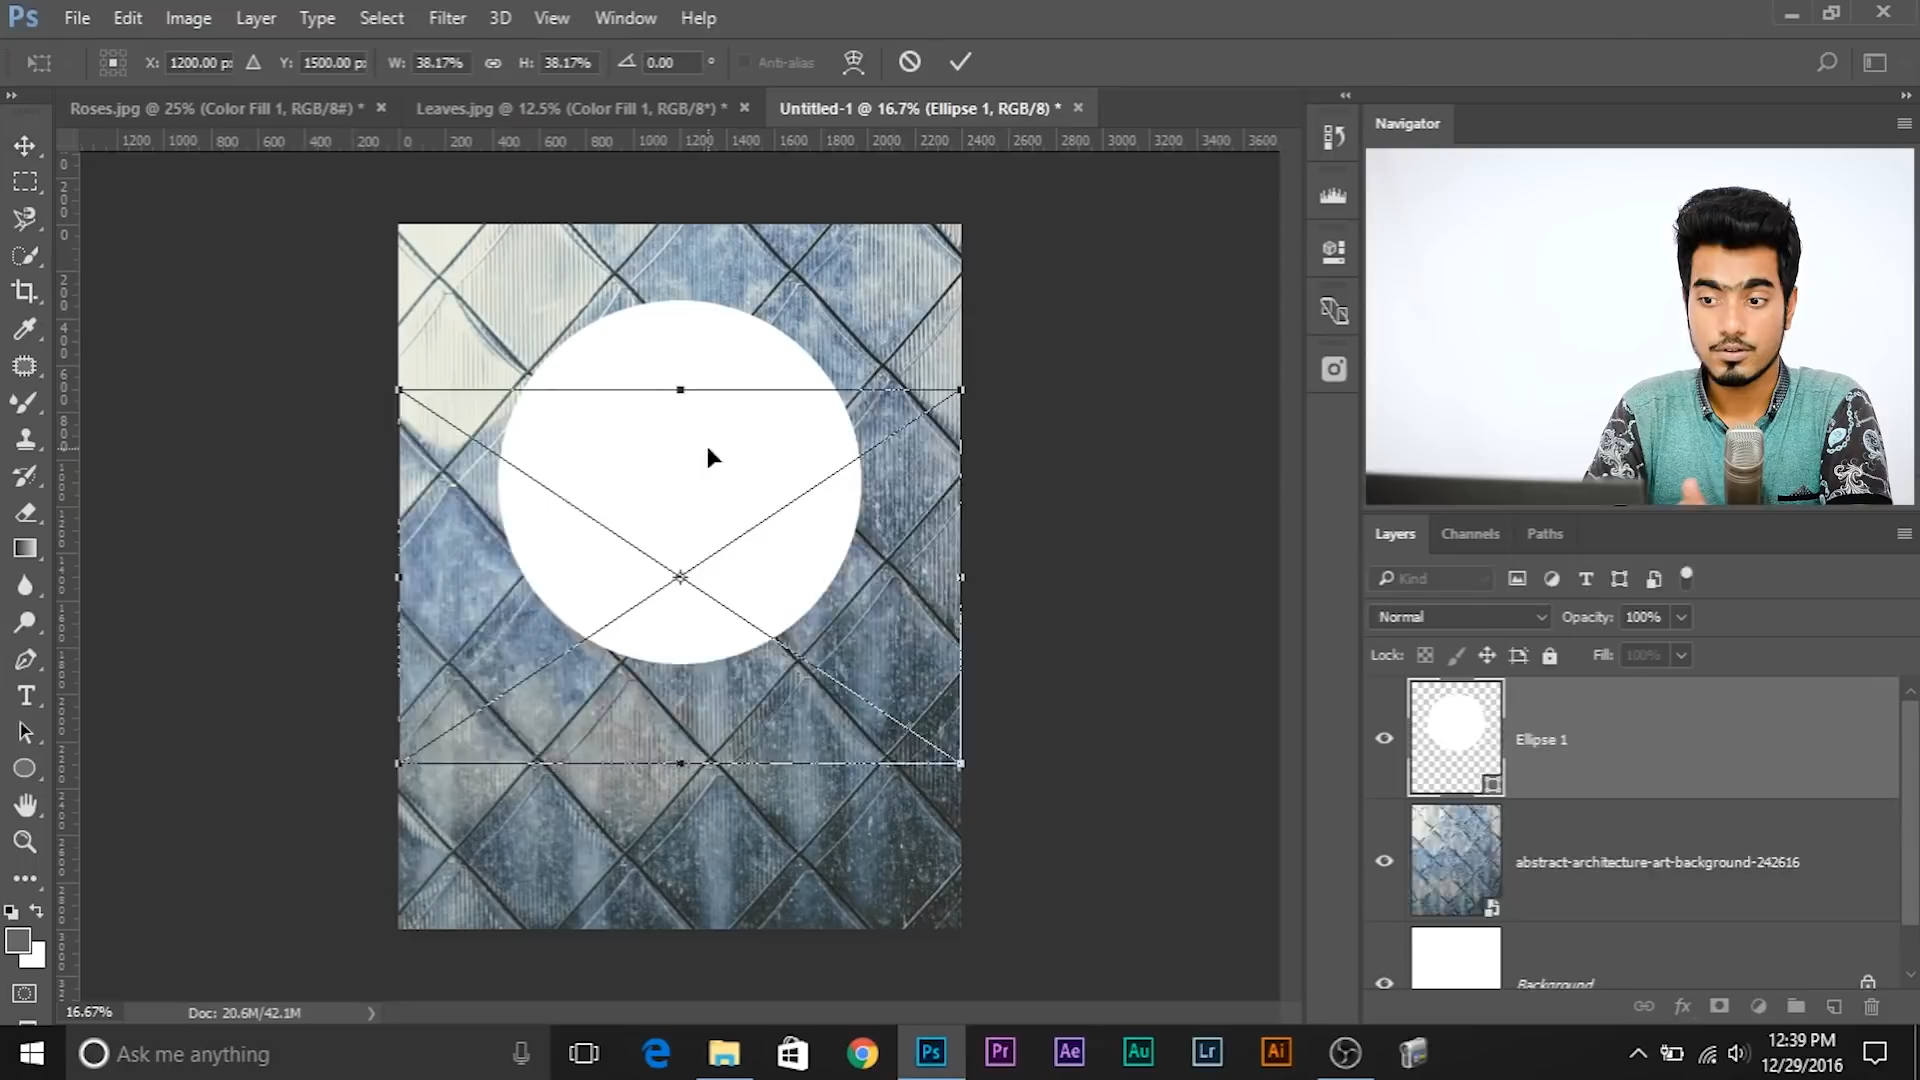 Ps File Edit Image Layer Type Select Filter 3D View Window Help
X: 1200.00 p Y: 1500.00 p W: 38.17% H: 38.17% 0.00 ° Anti-alias
Roses.jpg @ 25% (Color Fill 1, RGB/8#) * × Leaves.jpg @ 12.5% (Color Fill 1, RGB/8*) * × Untitled-1 @ 16.7% (Ellipse 1, RGB/8) * ×
1200 1000 800 600 400 200 0 200 400 600 800 1000 1200 1400 1600 1800 2000 2200 2400 2600 2800 3000 3200 3400 3600
Navigator
Layers Channels Paths
Kind
Normal Opacity: 100%
Lock: Fill: 100%
Ellipse 1
abstract-architecture-art-background-242616
Background
16.67% Doc: 20.6M/42.1M
Ask me anything
Ps Pr Ae Au Lr Ai
12:39 PM
12/29/2016